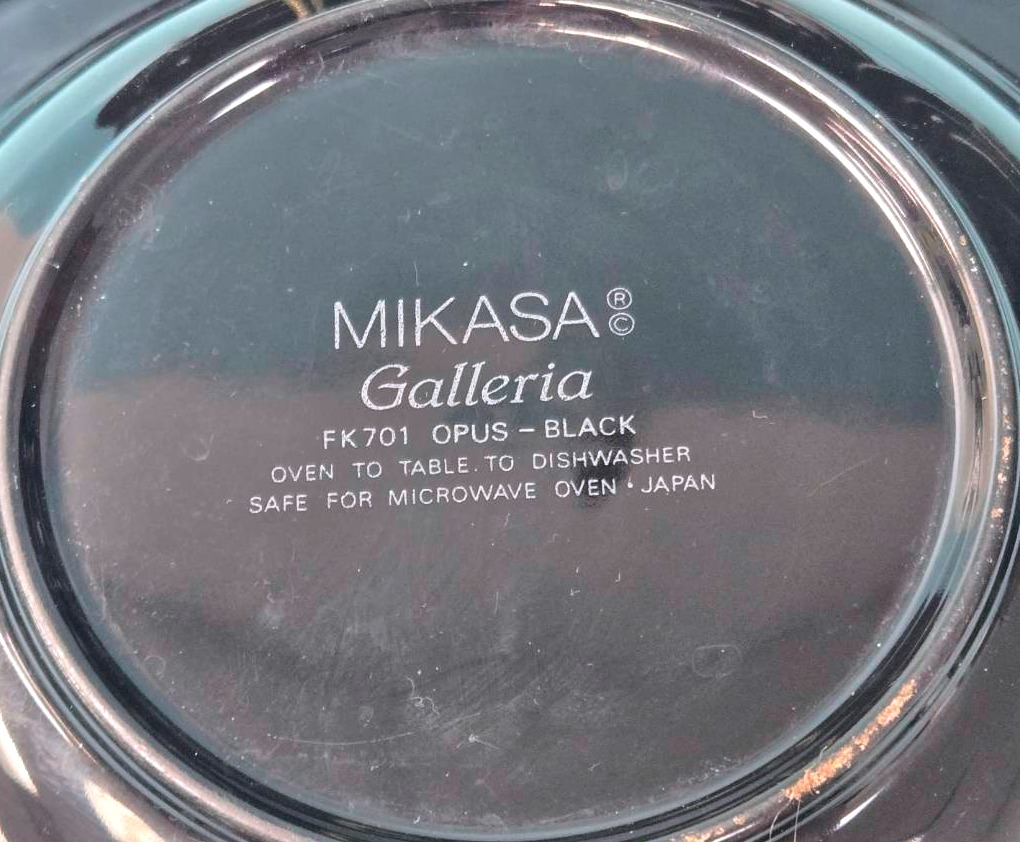 MIKASA ® ©
Galleria
FK701 OPUS – BLACK
OVEN TO TABLE. TO DISHWASHER
SAFE FOR MICROWAVE OVEN · JAPAN